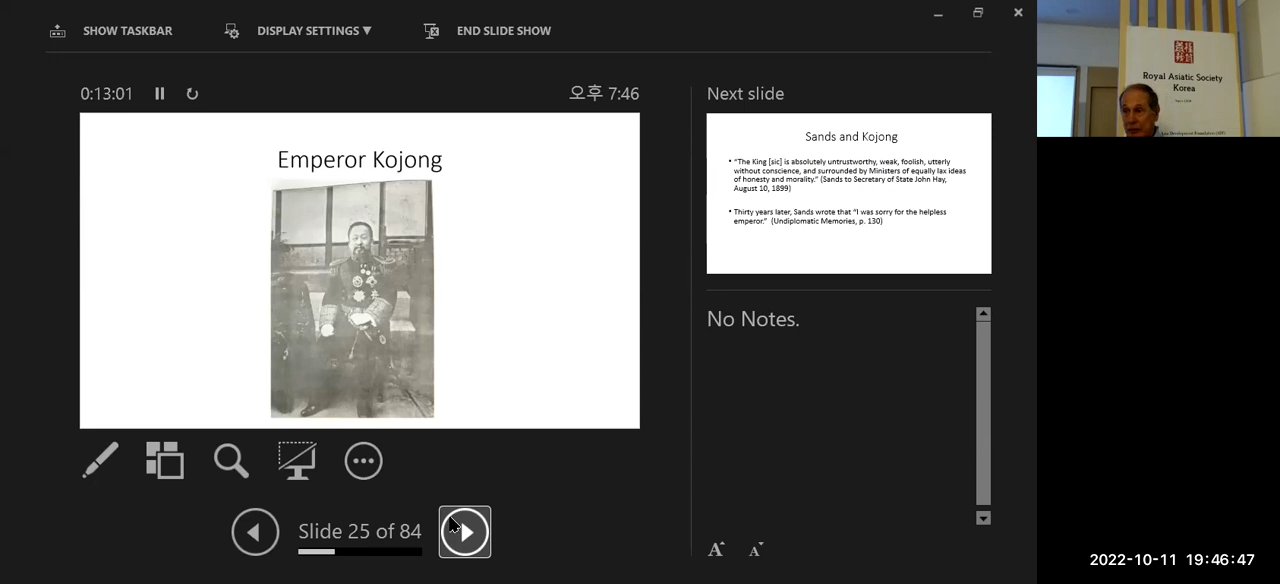 SHOW TASKBAR
DISPLAY SETTINGS ▼
END SLIDE SHOW
0:13:01
오후 7:46
Emperor Kojong
Slide 25 of 84
Next slide
Sands and Kojong
• “The King [sic] is absolutely untrustworthy, weak, foolish, utterly
without conscience, and surrounded by Ministers of equally lax ideas
of honesty and morality.” (Sands to Secretary of State John Hay,
August 10, 1899)
• Thirty years later, Sands wrote that “I was sorry for the helpless
emperor.” (Undiplomatic Memories, p. 130)
No Notes.
A A
Royal Asiatic Society
Korea
2022-10-11 19:46:47